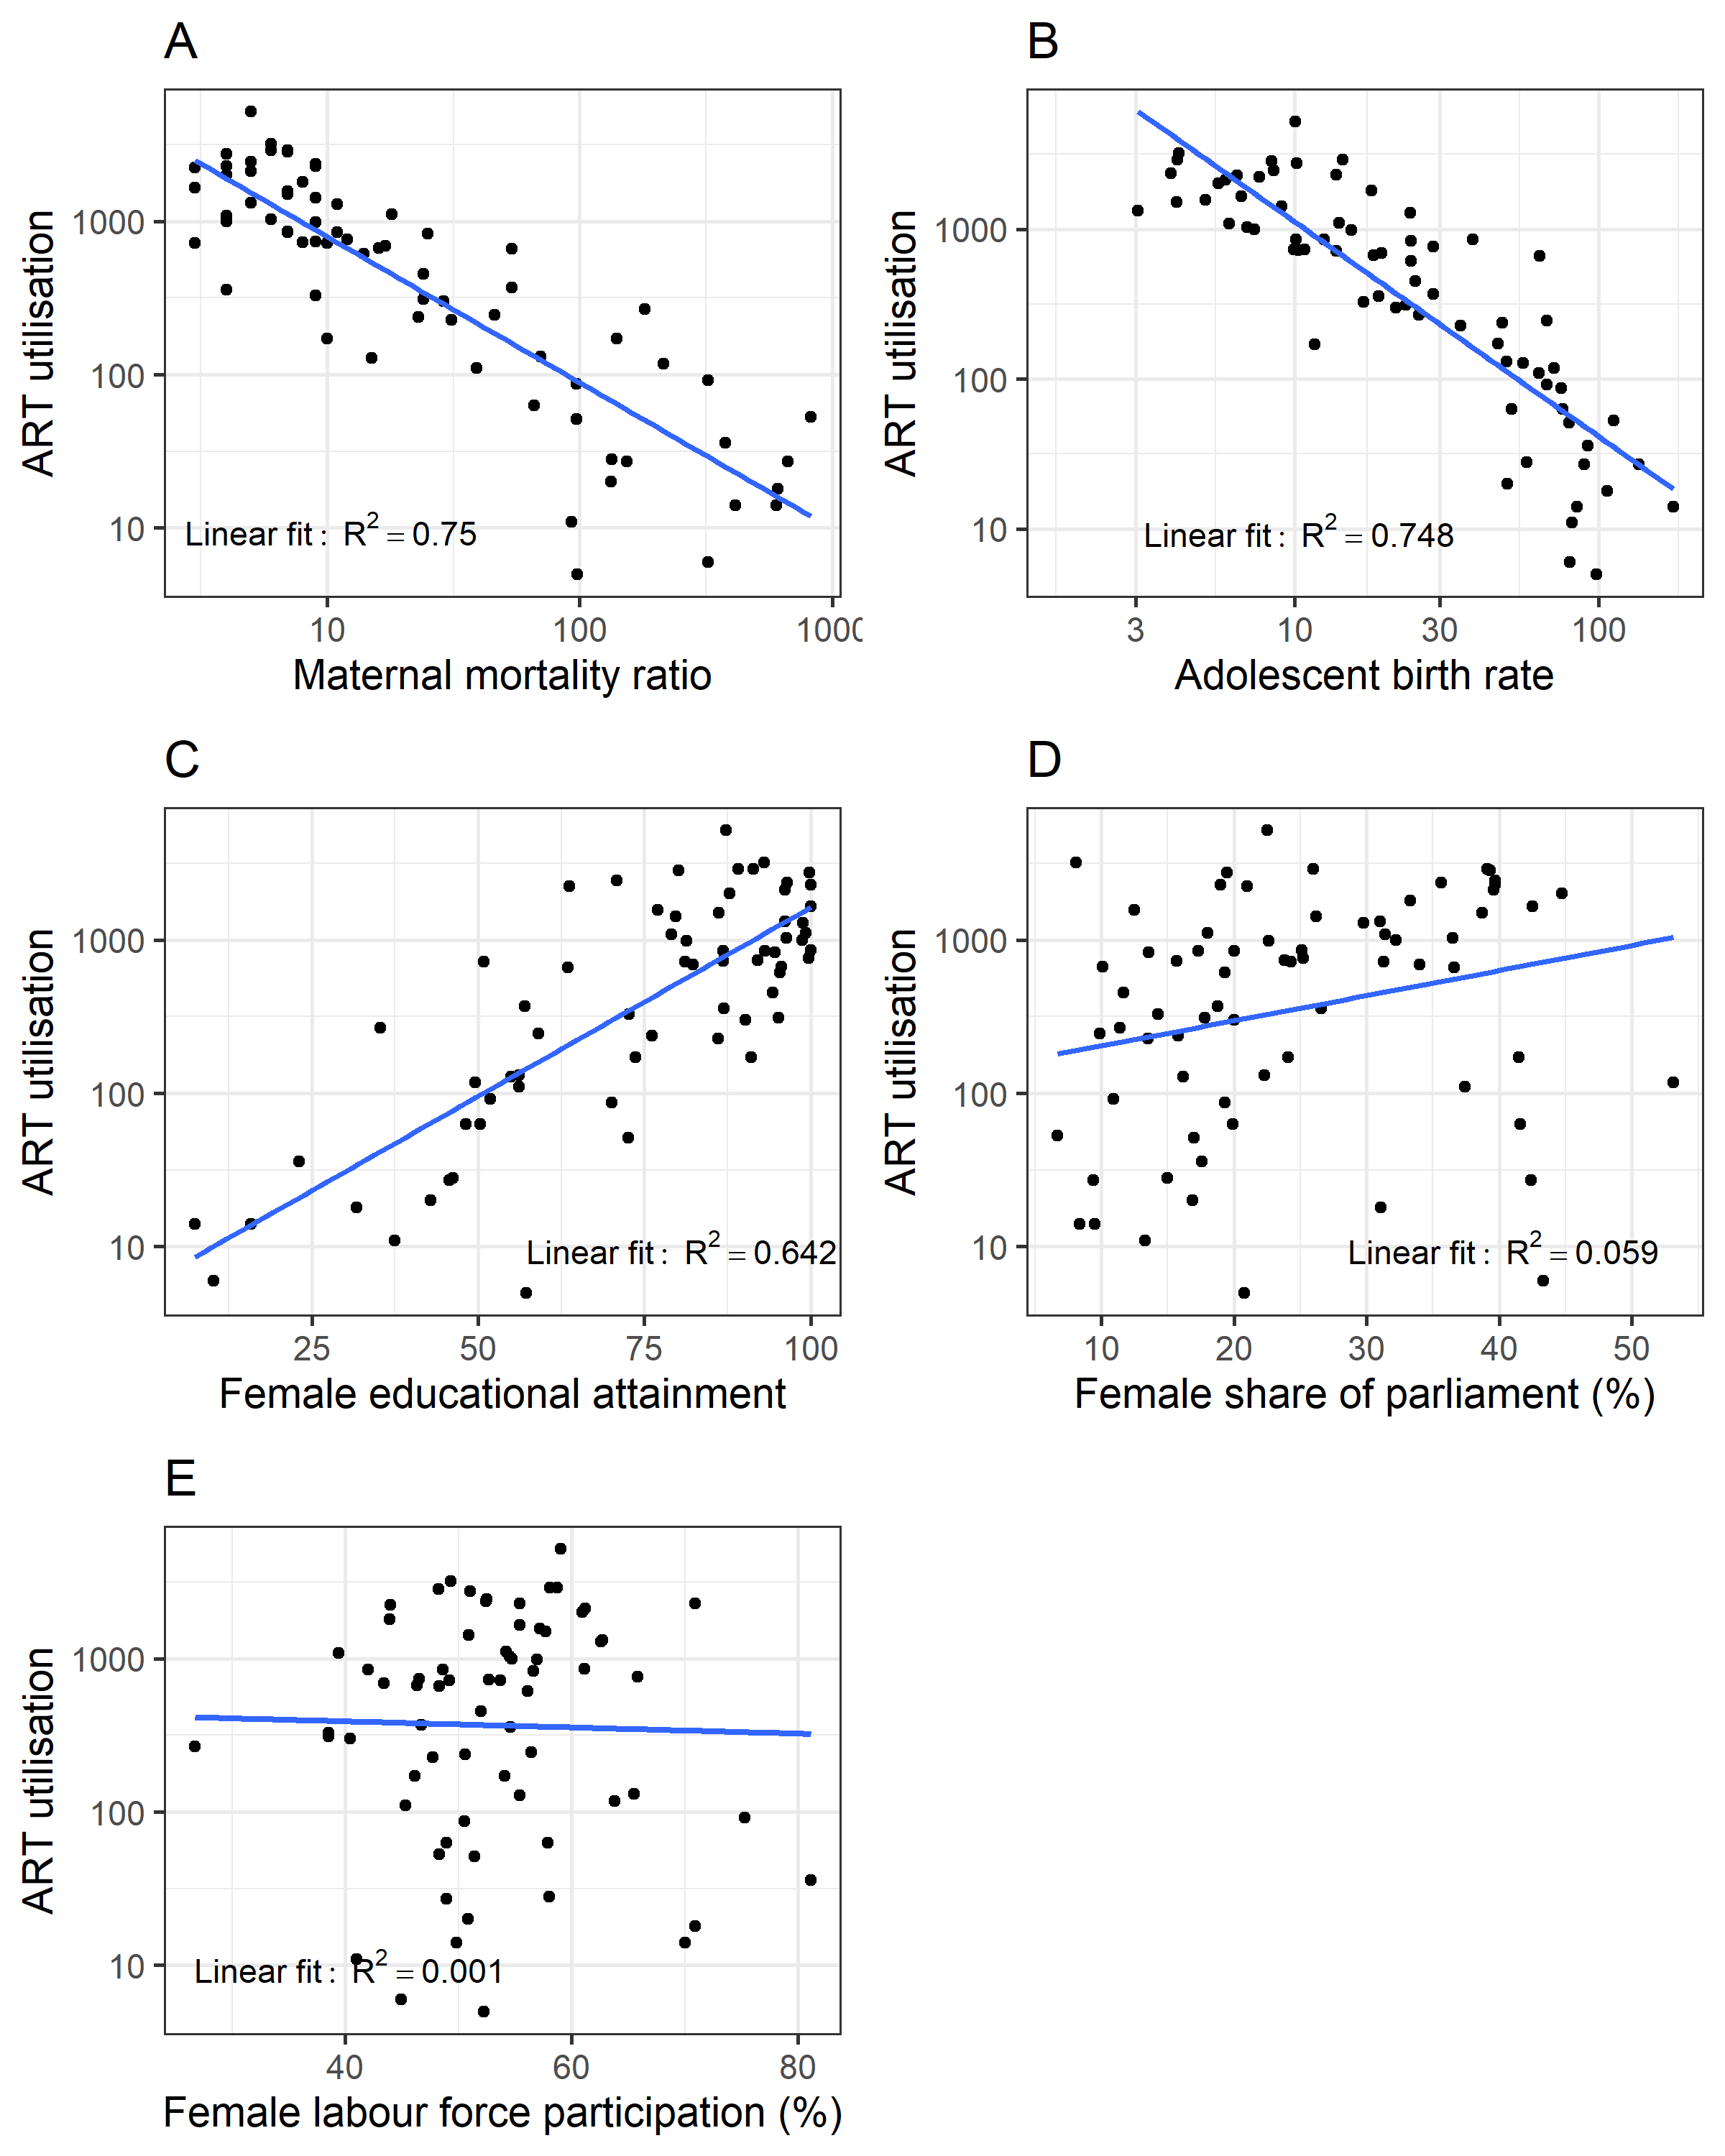 A
ART utilisation
1000
100
10
Linear fit: R² = 0.75
10 100 1000
Maternal mortality ratio
B
ART utilisation
1000
100
10
Linear fit: R² = 0.748
3 10 30 100
Adolescent birth rate
C
ART utilisation
1000
100
10
Linear fit: R² = 0.642
25 50 75 100
Female educational attainment
D
ART utilisation
1000
100
10
Linear fit: R² = 0.059
10 20 30 40 50
Female share of parliament (%)
E
ART utilisation
1000
100
10
Linear fit: R² = 0.001
40 60 80
Female labour force participation (%)